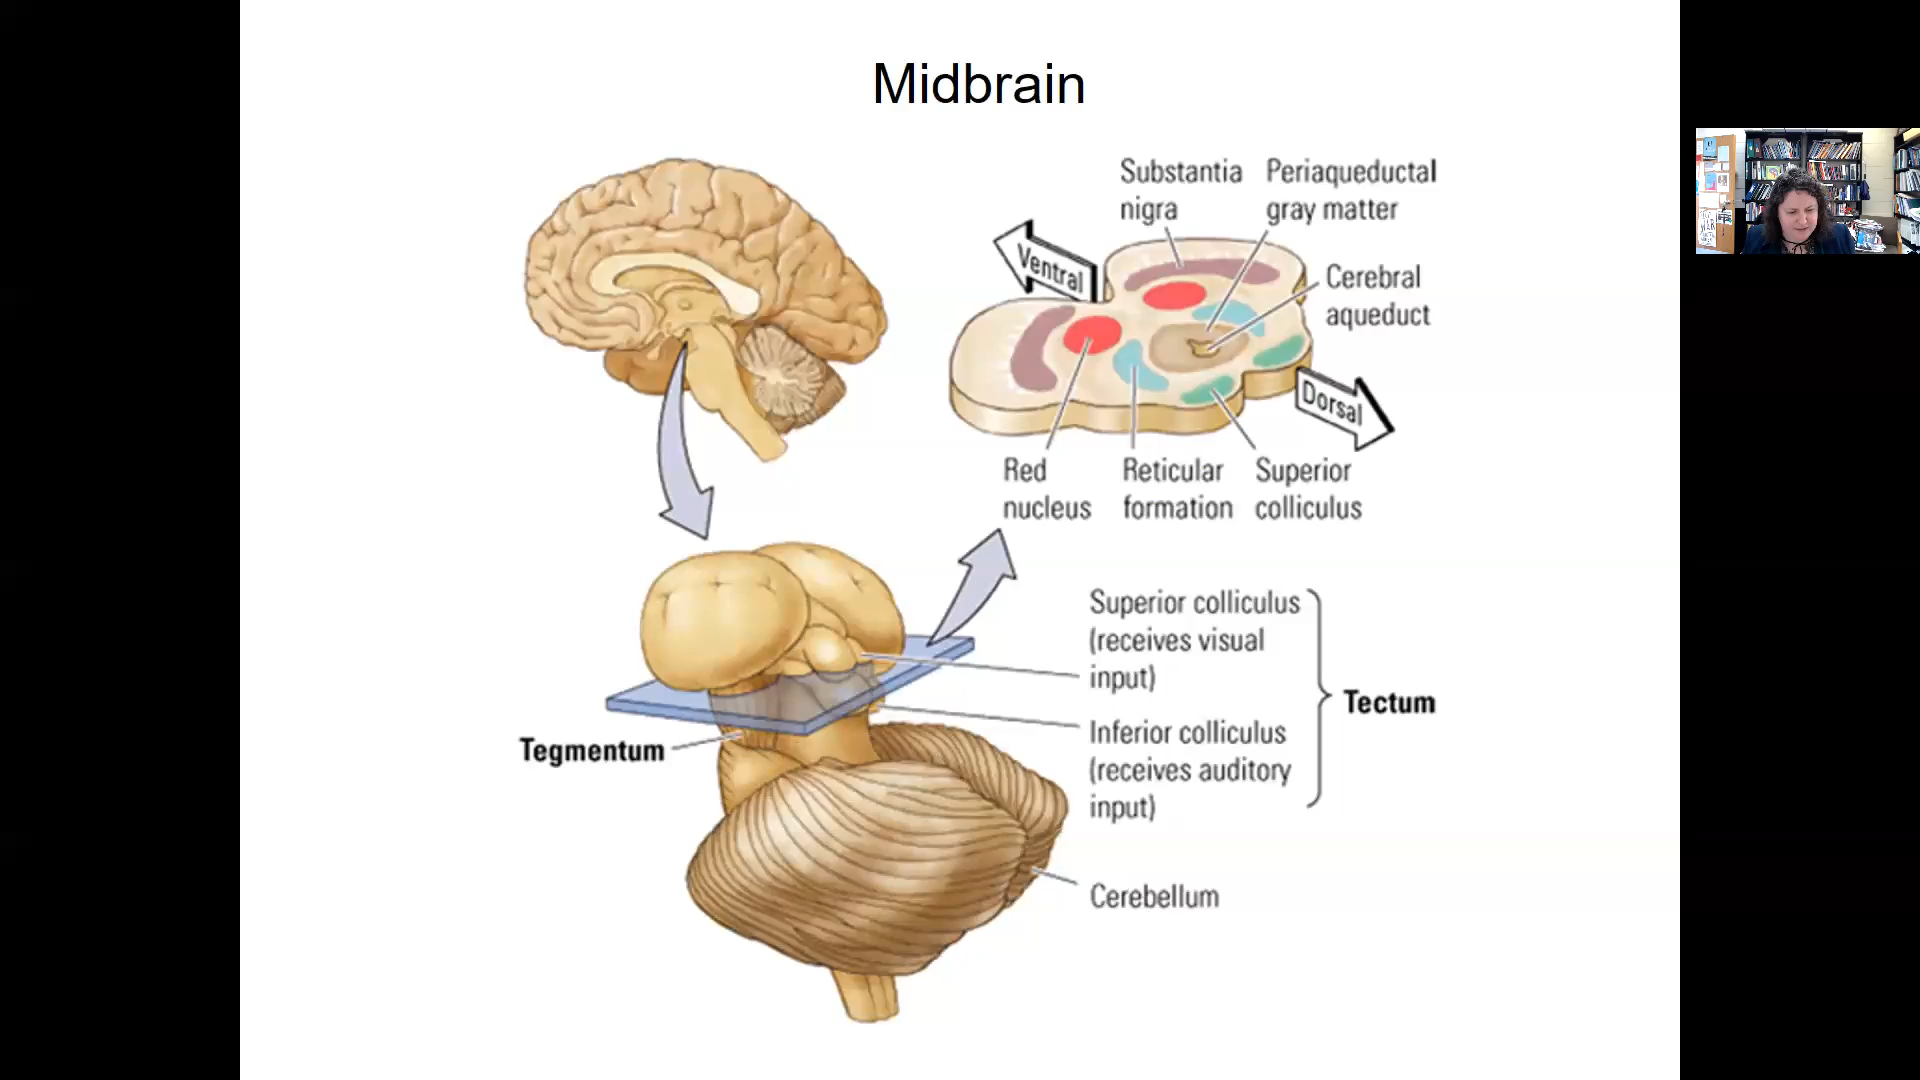 Midbrain
Substantia
nigra
Periaqueductal
gray matter
Ventral
Cerebral
aqueduct
Dorsal
Red
nucleus
Reticular
formation
Superior
colliculus
Superior colliculus
(receives visual
input)
Tectum
Inferior colliculus
(receives auditory
input)
Tegmentum
Cerebellum